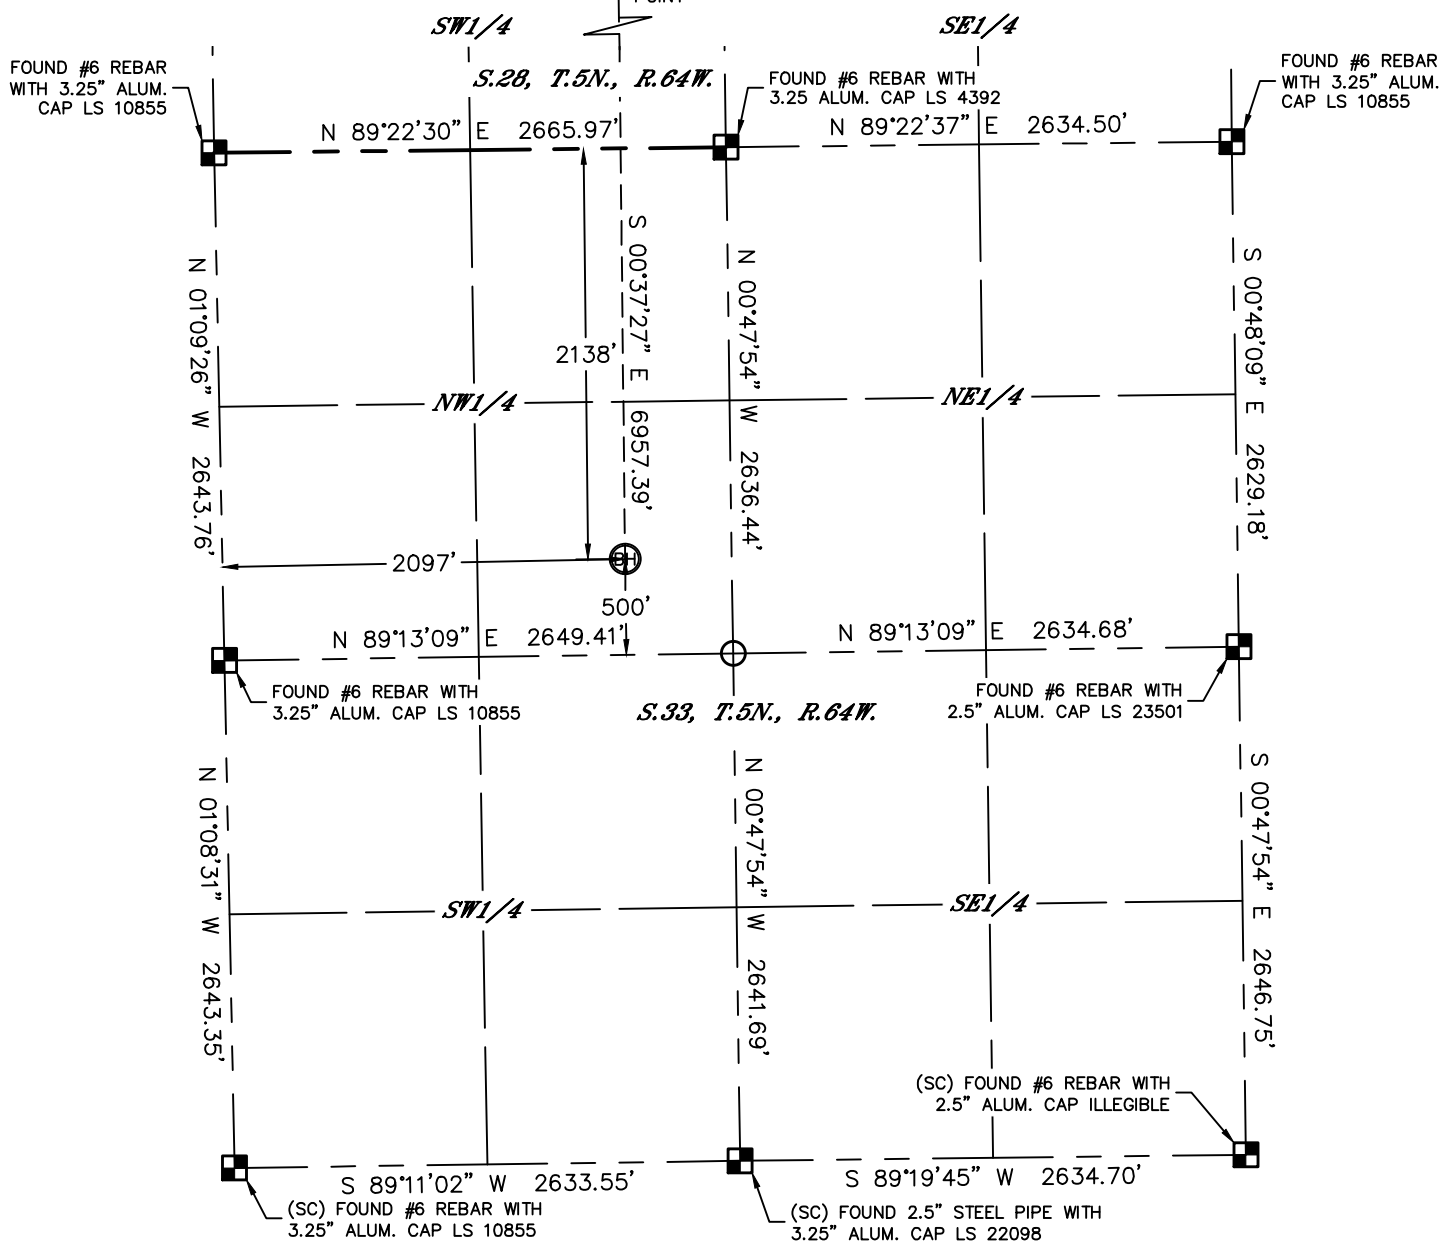 POINT
SW1/4
SE1/4
S.28, T.5N., R.64W.
FOUND #6 REBAR
WITH 3.25" ALUM.
CAP LS 10855
FOUND #6 REBAR WITH
3.25 ALUM. CAP LS 4392
FOUND #6 REBAR
WITH 3.25" ALUM.
CAP LS 10855
N 89°22'30" E 2665.97'
N 89°22'37" E 2634.50'
N 01°09'26" W 2643.76'
2138'
S 00°37'27" E 6957.39'
N 00°47'54" W 2636.44'
S 00°48'09" E 2629.18'
NW1/4
NE1/4
2097'
BH
500'
N 89°13'09" E 2649.41'
N 89°13'09" E 2634.68'
FOUND #6 REBAR WITH
3.25" ALUM. CAP LS 10855
S.33, T.5N., R.64W.
FOUND #6 REBAR WITH
2.5" ALUM. CAP LS 23501
N 01°08'31" W 2643.35'
N 00°47'54" W 2641.69'
S 00°47'54" E 2646.75'
SW1/4
SE1/4
(SC) FOUND #6 REBAR WITH
2.5" ALUM. CAP ILLEGIBLE
S 89°11'02" W 2633.55'
S 89°19'45" W 2634.70'
(SC) FOUND #6 REBAR WITH
3.25" ALUM. CAP LS 10855
(SC) FOUND 2.5" STEEL PIPE WITH
3.25" ALUM. CAP LS 22098